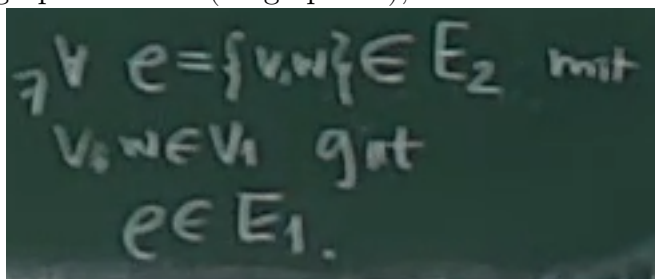 ∀ e={v,w}∈ E₂ mit
v,w∈V₁ gilt
e∈ E₁.